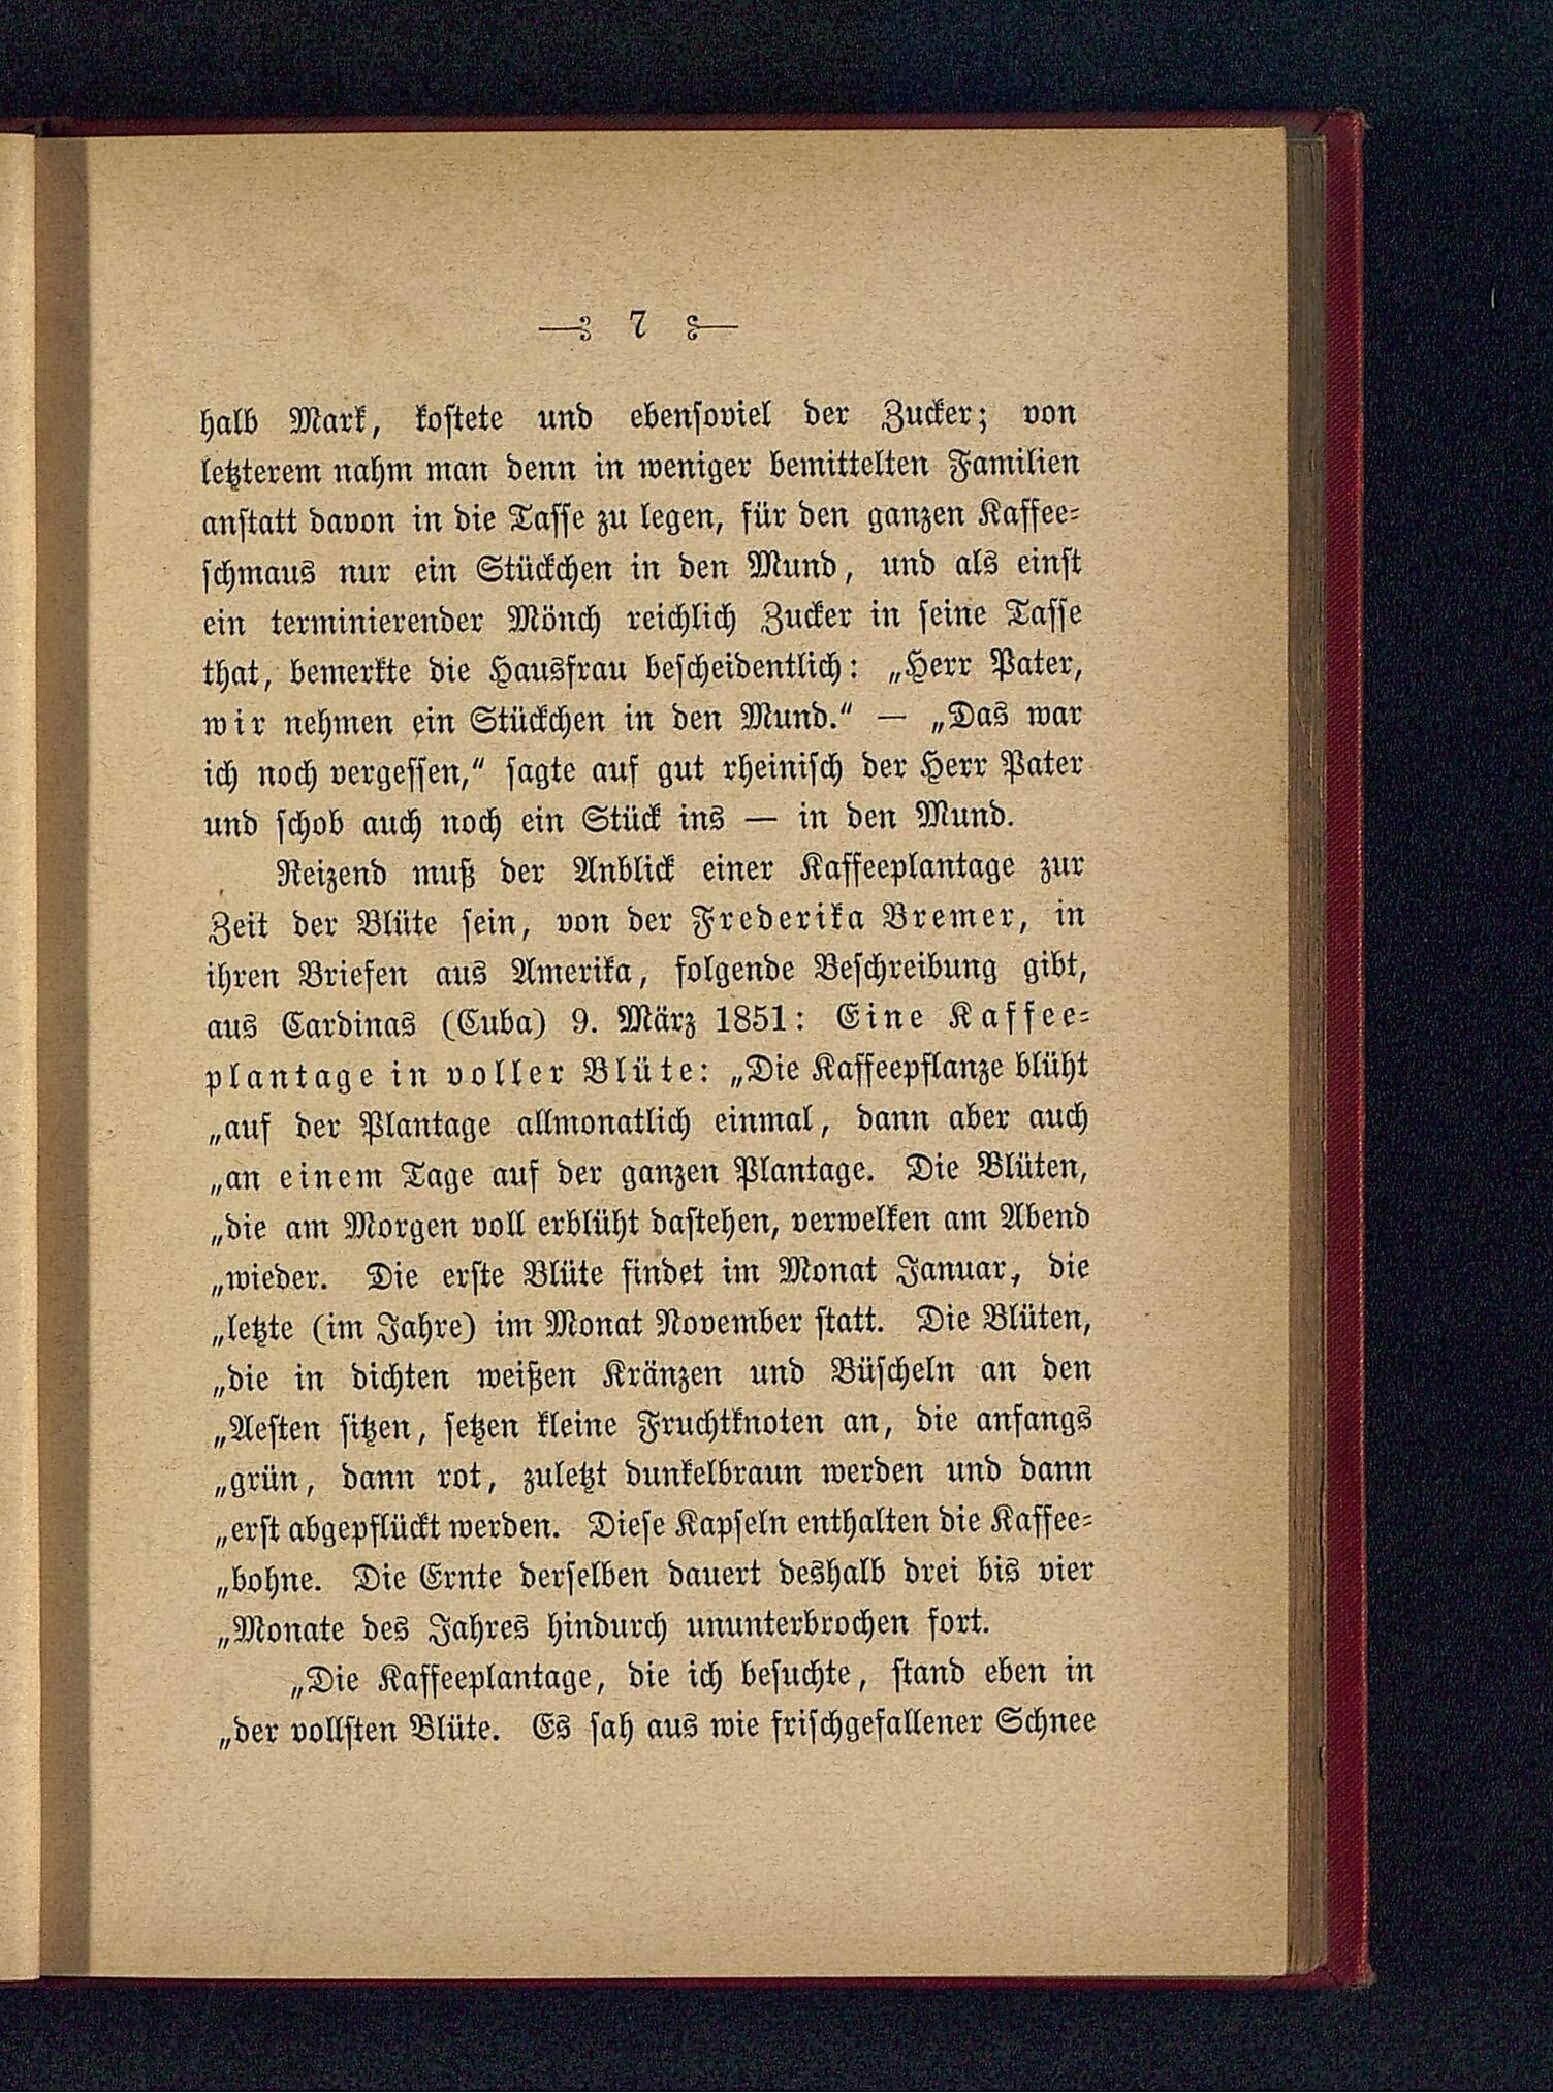 7
halb Mark, kostete und ebensoviel der Zucker; von
letzterem nahm man denn in weniger bemittelten Familien
anstatt davon in die Tasse zu legen, für den ganzen Kaffee-
schmaus nur ein Stückchen in den Mund, und als einst
ein terminierender Mönch reichlich Zucker in seine Tasse
that, bemerkte die Hausfrau bescheidentlich: „Herr Pater,
wir nehmen ein Stückchen in den Mund.“ — „Das war
ich noch vergessen,“ sagte auf gut rheinisch der Herr Pater
und schob auch noch ein Stück ins — in den Mund.
Reizend muß der Anblick einer Kaffeeplantage zur
Zeit der Blüte sein, von der Frederika Bremer, in
ihren Briefen aus Amerika, folgende Beschreibung gibt,
aus Cardinas (Cuba) 9. März 1851: Eine Kaffee-
plantage in voller Blüte: „Die Kaffeepflanze blüht
„auf der Plantage allmonatlich einmal, dann aber auch
„an einem Tage auf der ganzen Plantage. Die Blüten,
„die am Morgen voll erblüht dastehen, verwelken am Abend
„wieder. Die erste Blüte findet im Monat Januar, die
„letzte (im Jahre) im Monat November statt. Die Blüten,
„die in dichten weißen Kränzen und Büscheln an den
„Aesten sitzen, setzen kleine Fruchtknoten an, die anfangs
„grün, dann rot, zuletzt dunkelbraun werden und dann
„erst abgepflückt werden. Diese Kapseln enthalten die Kaffee-
„bohne. Die Ernte derselben dauert deshalb drei bis vier
„Monate des Jahres hindurch ununterbrochen fort.
„Die Kaffeeplantage, die ich besuchte, stand eben in
„der vollsten Blüte. Es sah aus wie frischgefallener Schnee